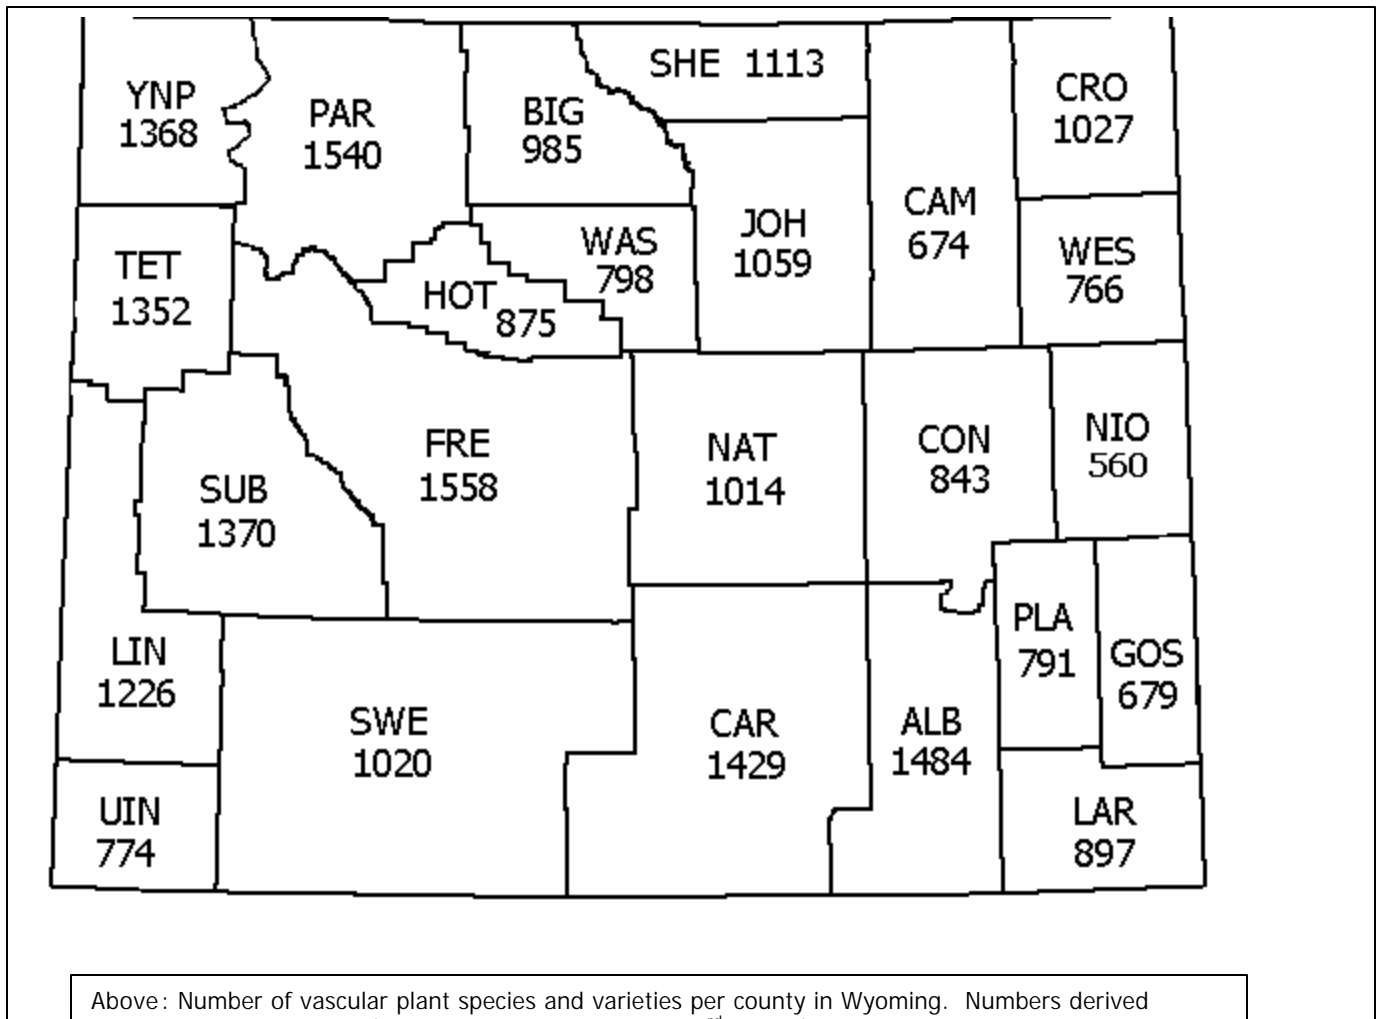 SHE 1113
YNP
1368
PAR
1540
BIG
985
CRO
1027
CAM
674
JOH
1059
WAS
798
WES
766
TET
1352
HOT
875
FRE
1558
SUB
1370
NAT
1014
CON
843
NIO
560
PLA
791
GOS
679
LIN
1226
SWE
1020
CAR
1429
ALB
1484
UIN
774
LAR
897
Above: Number of vascular plant species and varieties per county in Wyoming. Numbers derived